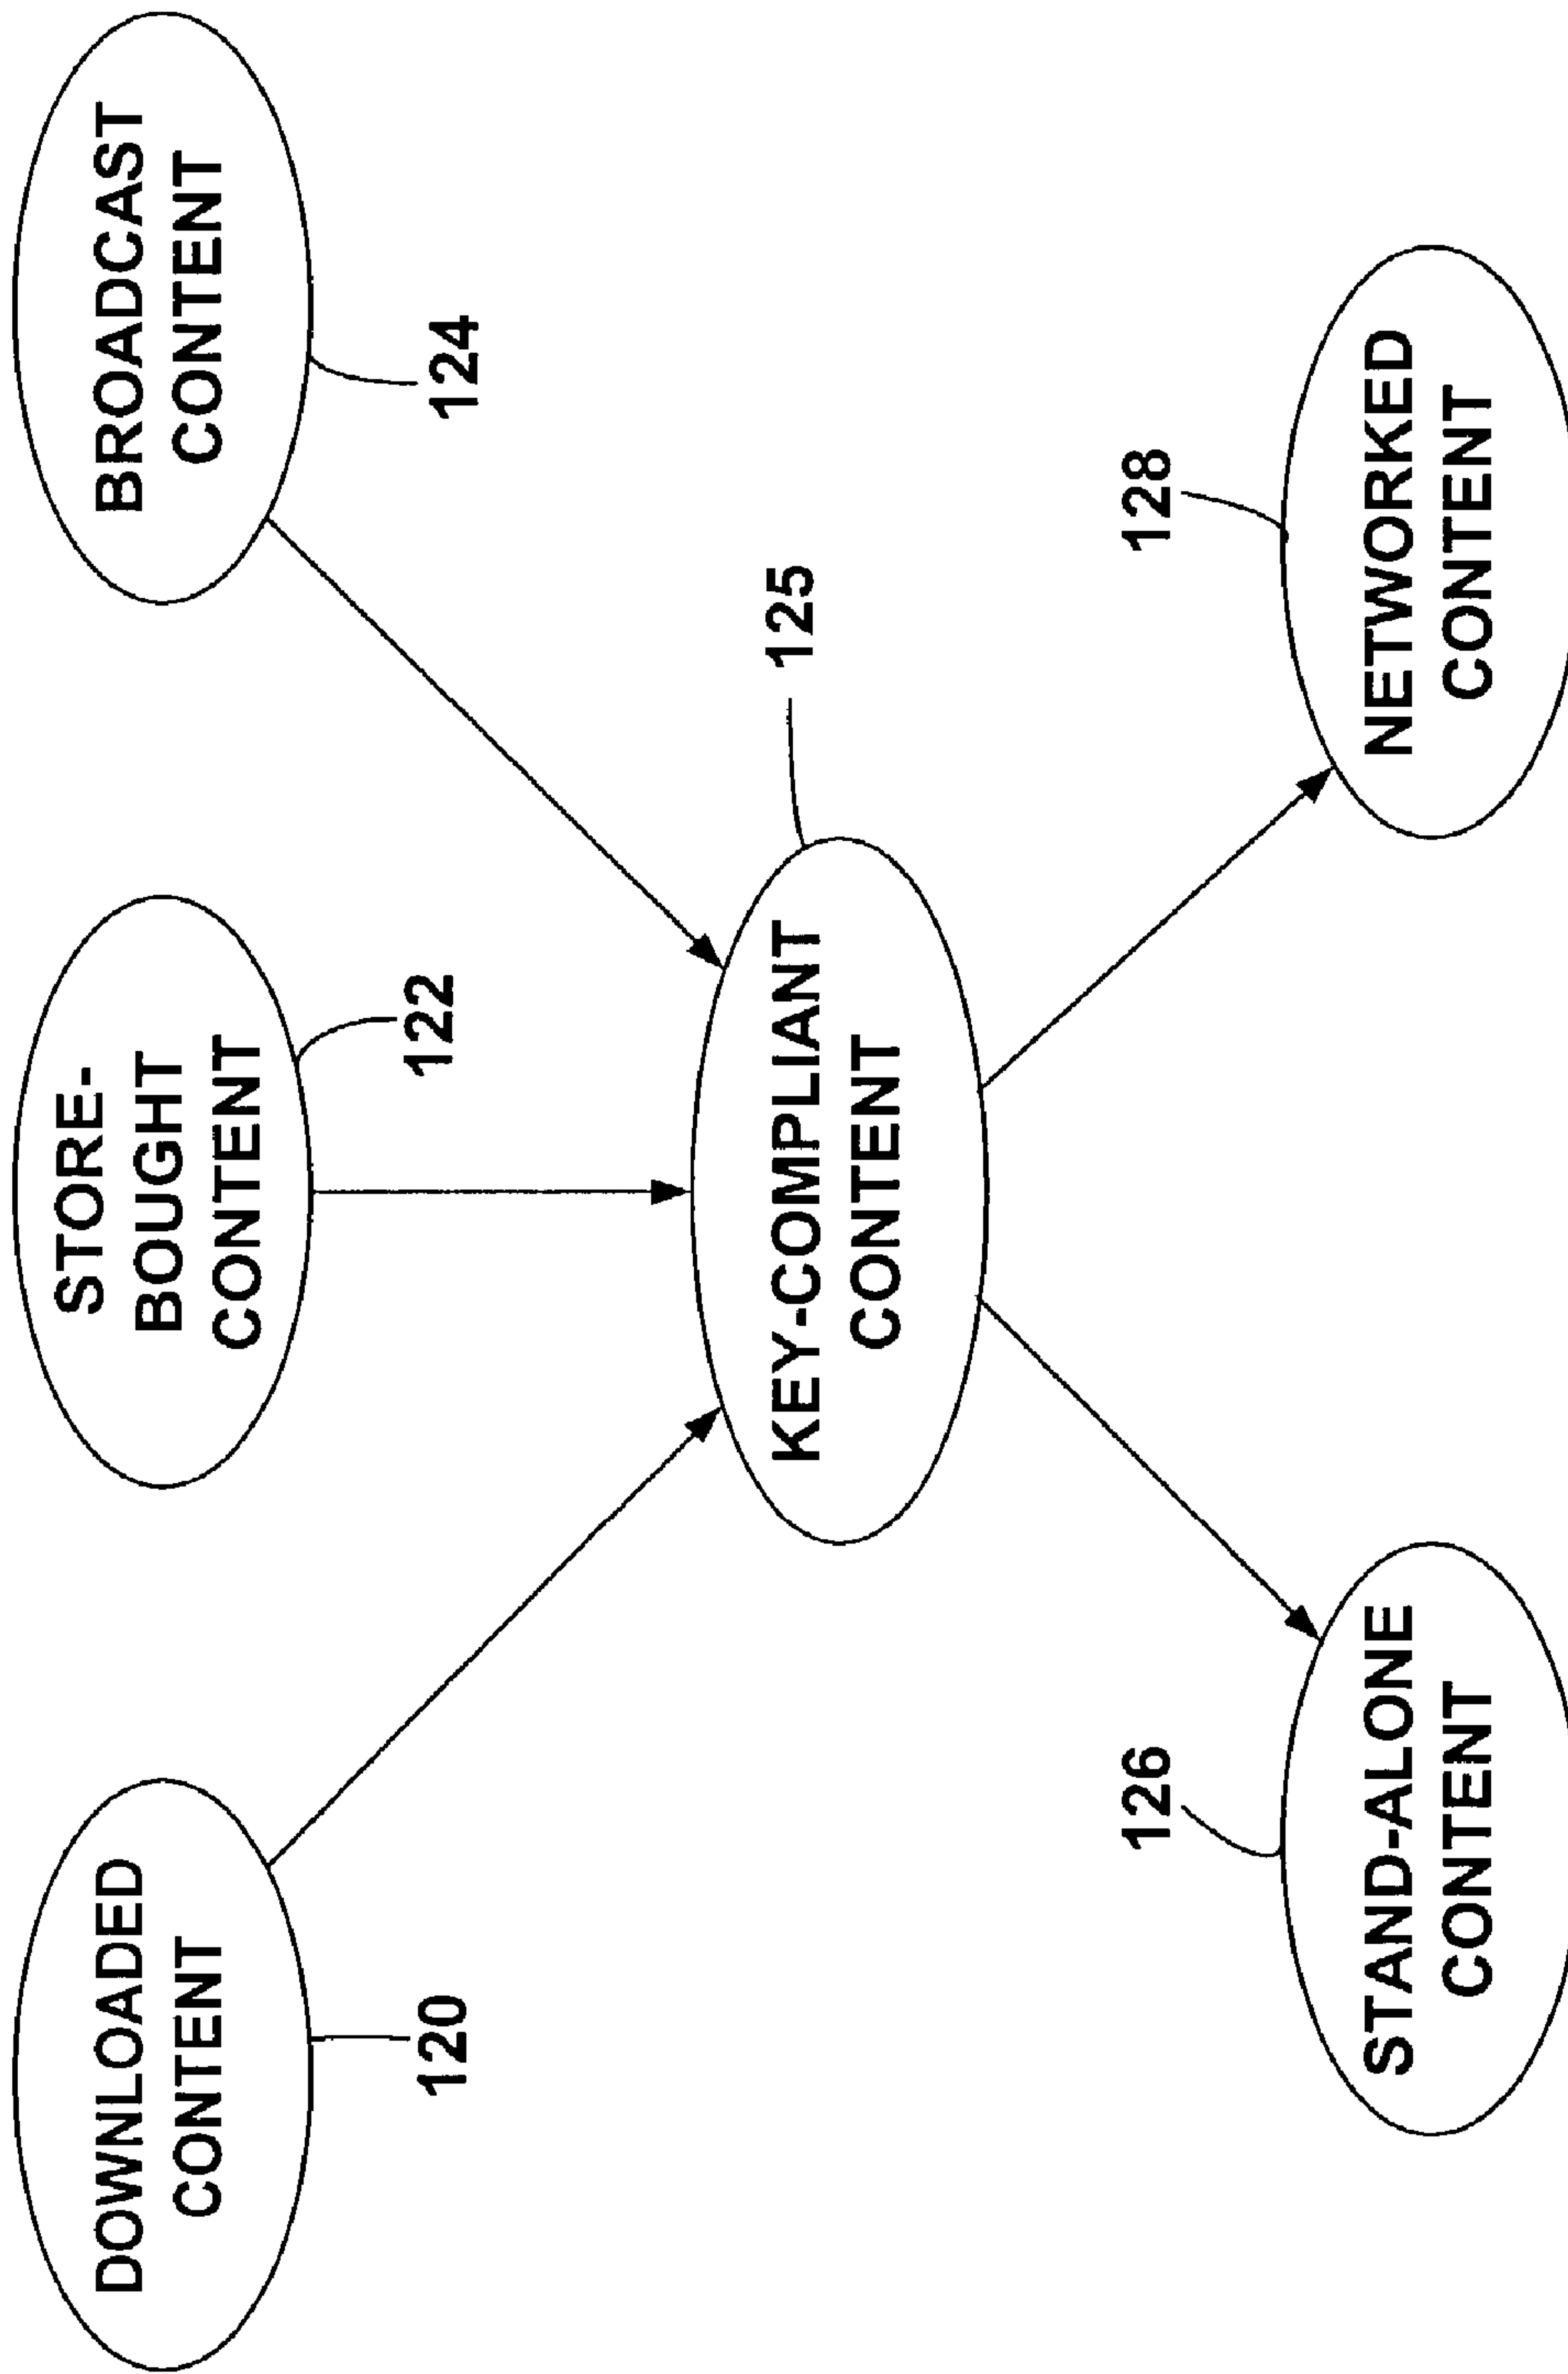 DOWNLOADED
CONTENT
120
STORE-
BOUGHT
CONTENT
122
BROADCAST
CONTENT
124
KEY-COMPLIANT
CONTENT
125
126
STAND-ALONE
CONTENT
128
NETWORKED
CONTENT